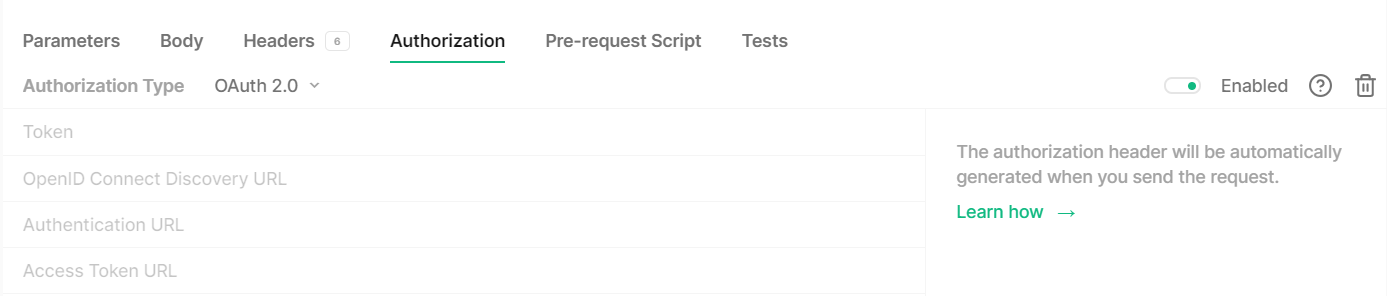 Parameters Body Headers 6 Authorization Pre-request Script Tests
Authorization Type OAuth 2.0 Enabled
Token
OpenID Connect Discovery URL
Authentication URL
Access Token URL
The authorization header will be automatically
generated when you send the request.
Learn how →